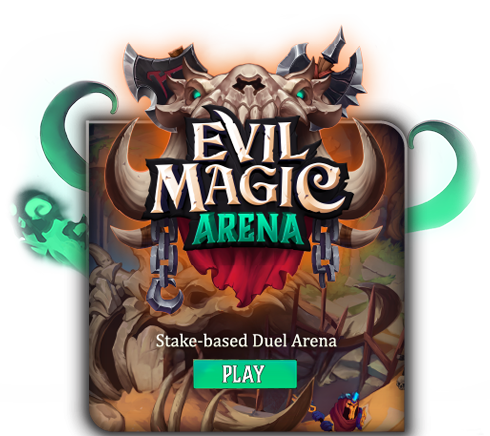 EVIL
MAGIC
ARENA
Stake-based Duel Arena
PLAY